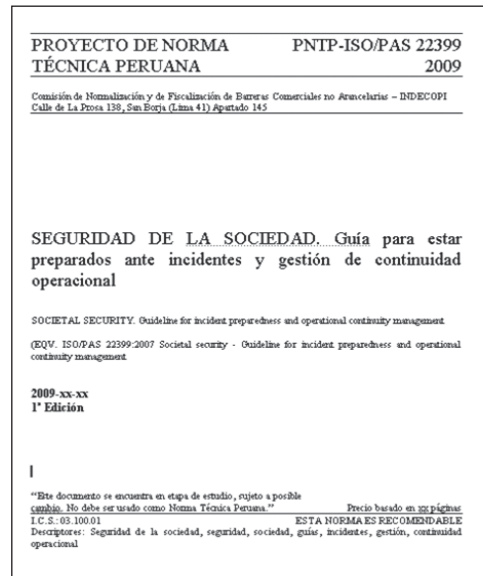 PROYECTO DE NORMA PNTP-ISO/PAS 22399
TÉCNICA PERUANA 2009
Comisión de Normalización y de Fiscalización de Barreras Comerciales no Arancelarias – INDECOPI
Calle de La Prosa 138, San Borja (Lima 41) Apartado 145
SEGURIDAD DE LA SOCIEDAD. Guía para estar
preparados ante incidentes y gestión de continuidad
operacional
SOCIETAL SECURITY. Guideline for incident preparedness and operational continuity management
(EQV. ISO/PAS 22399:2007 Societal security - Guideline for incident preparedness and operational
continuity management
2009-xx-xx
1ª Edición
“Este documento se encuentra en etapa de estudio, sujeto a posible
cambio. No debe ser usado como Norma Técnica Peruana.” Precio basado en xx páginas
I.C.S.: 03.100.01 ESTA NORMA ES RECOMENDABLE
Descriptores: Seguridad de la sociedad, seguridad, sociedad, guías, incidentes, gestión, continuidad
operacional